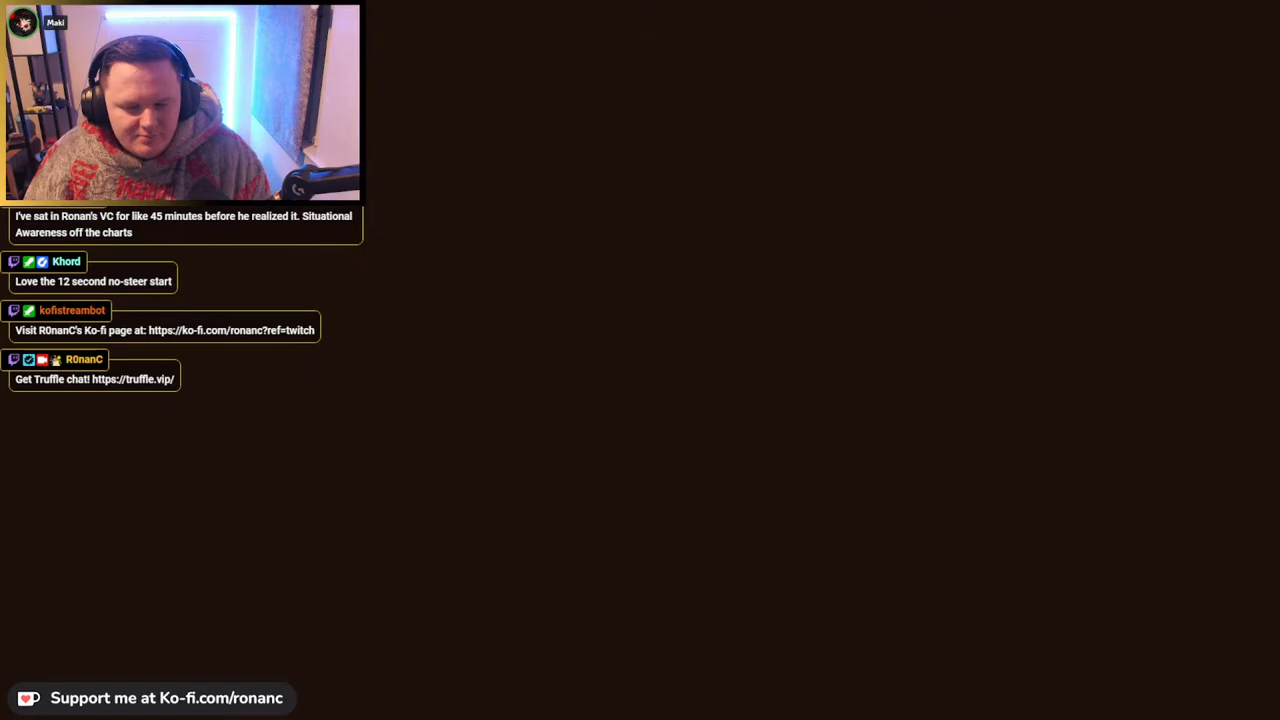 Maki
I've sat in Ronan's VC for like 45 minutes before he realized it. Situational
Awareness off the charts
Khord
Love the 12 second no-steer start
kofistreambot
Visit R0nanC's Ko-fi page at: https://ko-fi.com/ronanc?ref=twitch
R0nanC
Get Truffle chat! https://truffle.vip/
Support me at Ko-fi.com/ronanc